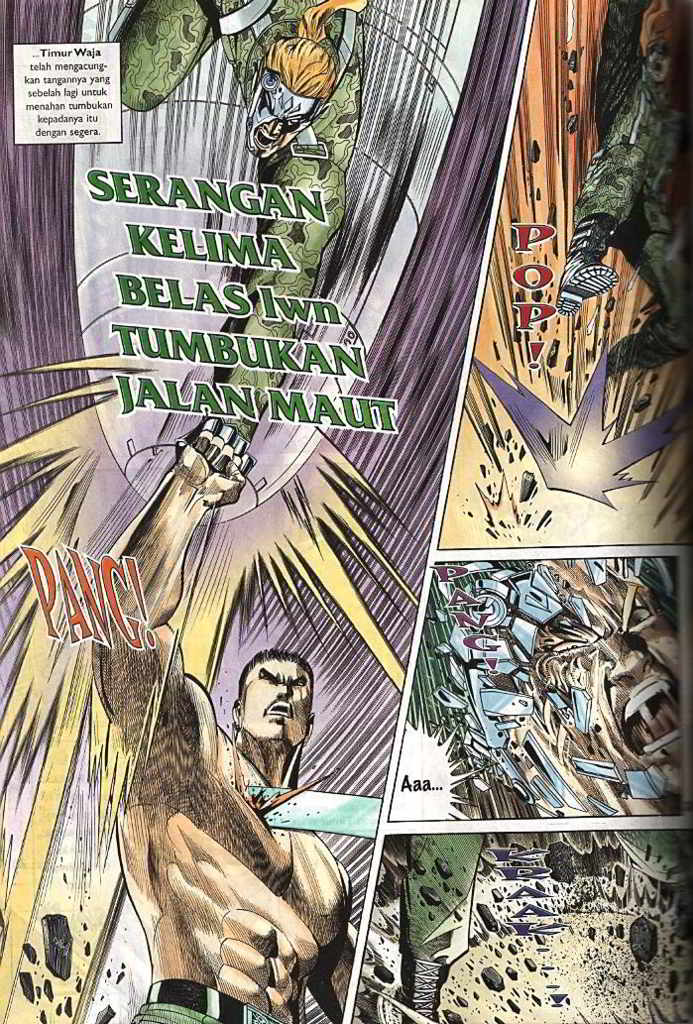 ...Timur Waja
telah mengacung-
kan tangannya yang
sebelah lagi untuk
menahan tumbukan
kepadanya itu
dengan segera.
SERANGAN
KELIMA
BELAS lwn
TUMBUKAN
JALAN MAUT
PANG!
POP!
PANG!
Aaa...
KRAK---!